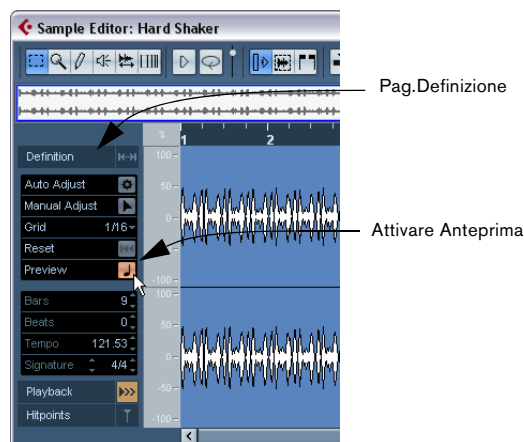 Sample Editor: Hard Shaker
Pag.Definizione
1 2
Definition
Auto Adjust
Manual Adjust
Grid 1/16
Reset
Preview
Attivare Anteprima
Bars 9
Beats 0
Tempo 121.53
Signature 4/4
Playback
Hitpoints
%
100
50
0
-100
100
50
0
-50
-100